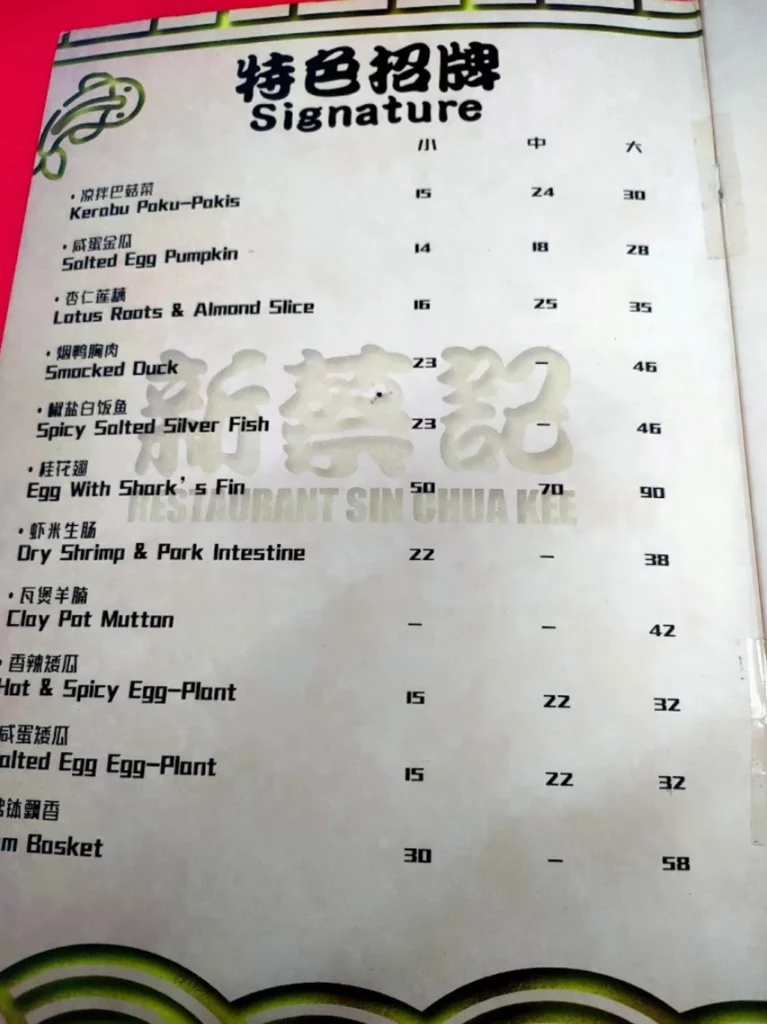 特色招牌
Signature
小 中 大
· 凉拌巴菇菜
Kerabu Paku-Pakis 15 24 30
· 咸蛋金瓜
Salted Egg Pumpkin 14 18 28
· 杏仁莲藕
Lotus Roots & Almond Slice 16 25 35
· 烟鸭胸肉
Smocked Duck 23 – 46
· 椒盐白饭鱼
Spicy Salted Silver Fish 23 – 46
新蔡記
· 桂花翅
Egg With Shark's Fin 50 70 90
RESTAURANT SIN CHUA KEE
· 虾米生肠
Dry Shrimp & Pork Intestine 22 – 38
· 瓦煲羊腩
Clay Pot Mutton – – 42
· 香辣矮瓜
Hot & Spicy Egg-Plant 15 22 32
咸蛋矮瓜
alted Egg Egg-Plant 15 22 32
钵飘香
m Basket 30 – 58